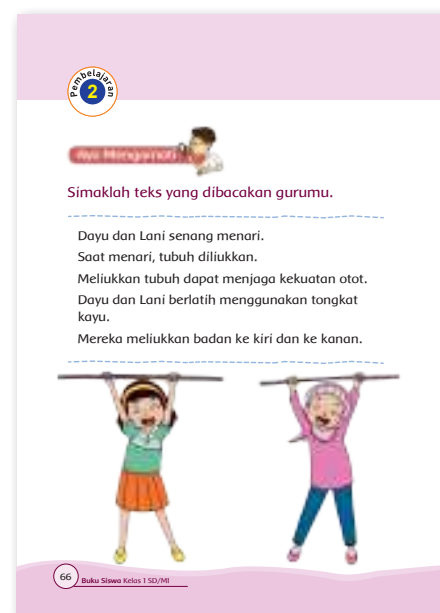 Pembelajaran
2
Ayo Mengamati
Simaklah teks yang dibacakan gurumu.
Dayu dan Lani senang menari.
Saat menari, tubuh diliukkan.
Meliukkan tubuh dapat menjaga kekuatan otot.
Dayu dan Lani berlatih menggunakan tongkat
kayu.
Mereka meliukkan badan ke kiri dan ke kanan.
66
Buku Siswa Kelas 1 SD/MI